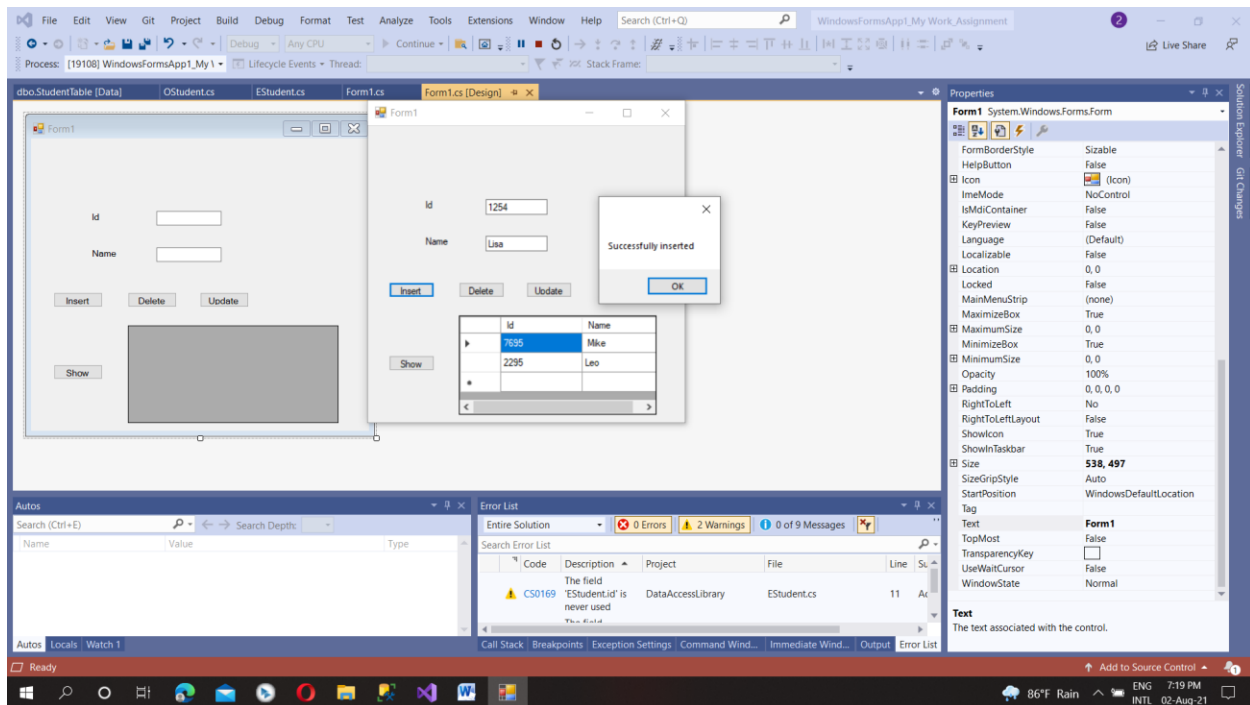 File Edit View Git Project Build Debug Format Test Analyze Tools Extensions Window Help Search (Ctrl+Q) WindowsFormsApp1_My Work_Assignment 2
Debug Any CPU Continue Live Share
Process: [19108] WindowsFormsApp1_My \ Lifecycle Events Thread: Stack Frame:
dbo.StudentTable [Data] OStudent.cs EStudent.cs Form1.cs Form1.cs [Design]
Form1
Id
Name
Insert Delete Update
Show
Form1
Id 1254
Name Lisa
Insert Delete Update
Show
Id Name
7695 Mike
2295 Leo
Successfully inserted
OK
Properties
Form1 System.Windows.Forms.Form
FormBorderStyle Sizable
HelpButton False
Icon (Icon)
ImeMode NoControl
IsMdiContainer False
KeyPreview False
Language (Default)
Localizable False
Location 0, 0
Locked False
MainMenuStrip (none)
MaximizeBox True
MaximumSize 0, 0
MinimizeBox True
MinimumSize 0, 0
Opacity 100%
Padding 0, 0, 0, 0
RightToLeft No
RightToLeftLayout False
ShowIcon True
ShowInTaskbar True
Size 538, 497
SizeGripStyle Auto
StartPosition WindowsDefaultLocation
Tag
Text Form1
TopMost False
TransparencyKey
UseWaitCursor False
WindowState Normal
Text
The text associated with the control.
Solution Explorer
Git Changes
Autos
Search (Ctrl+E) Search Depth:
Name Value Type
Autos Locals Watch 1
Error List
Entire Solution 0 Errors 2 Warnings 0 of 9 Messages
Search Error List
Code Description Project File Line Su
CS0169 The field 'EStudent.id' is never used DataAccessLibrary EStudent.cs 11 Ac
The field
Call Stack Breakpoints Exception Settings Command Wind... Immediate Wind... Output Error List
Ready Add to Source Control 1
86°F Rain ENG INTL 7:19 PM 02-Aug-21